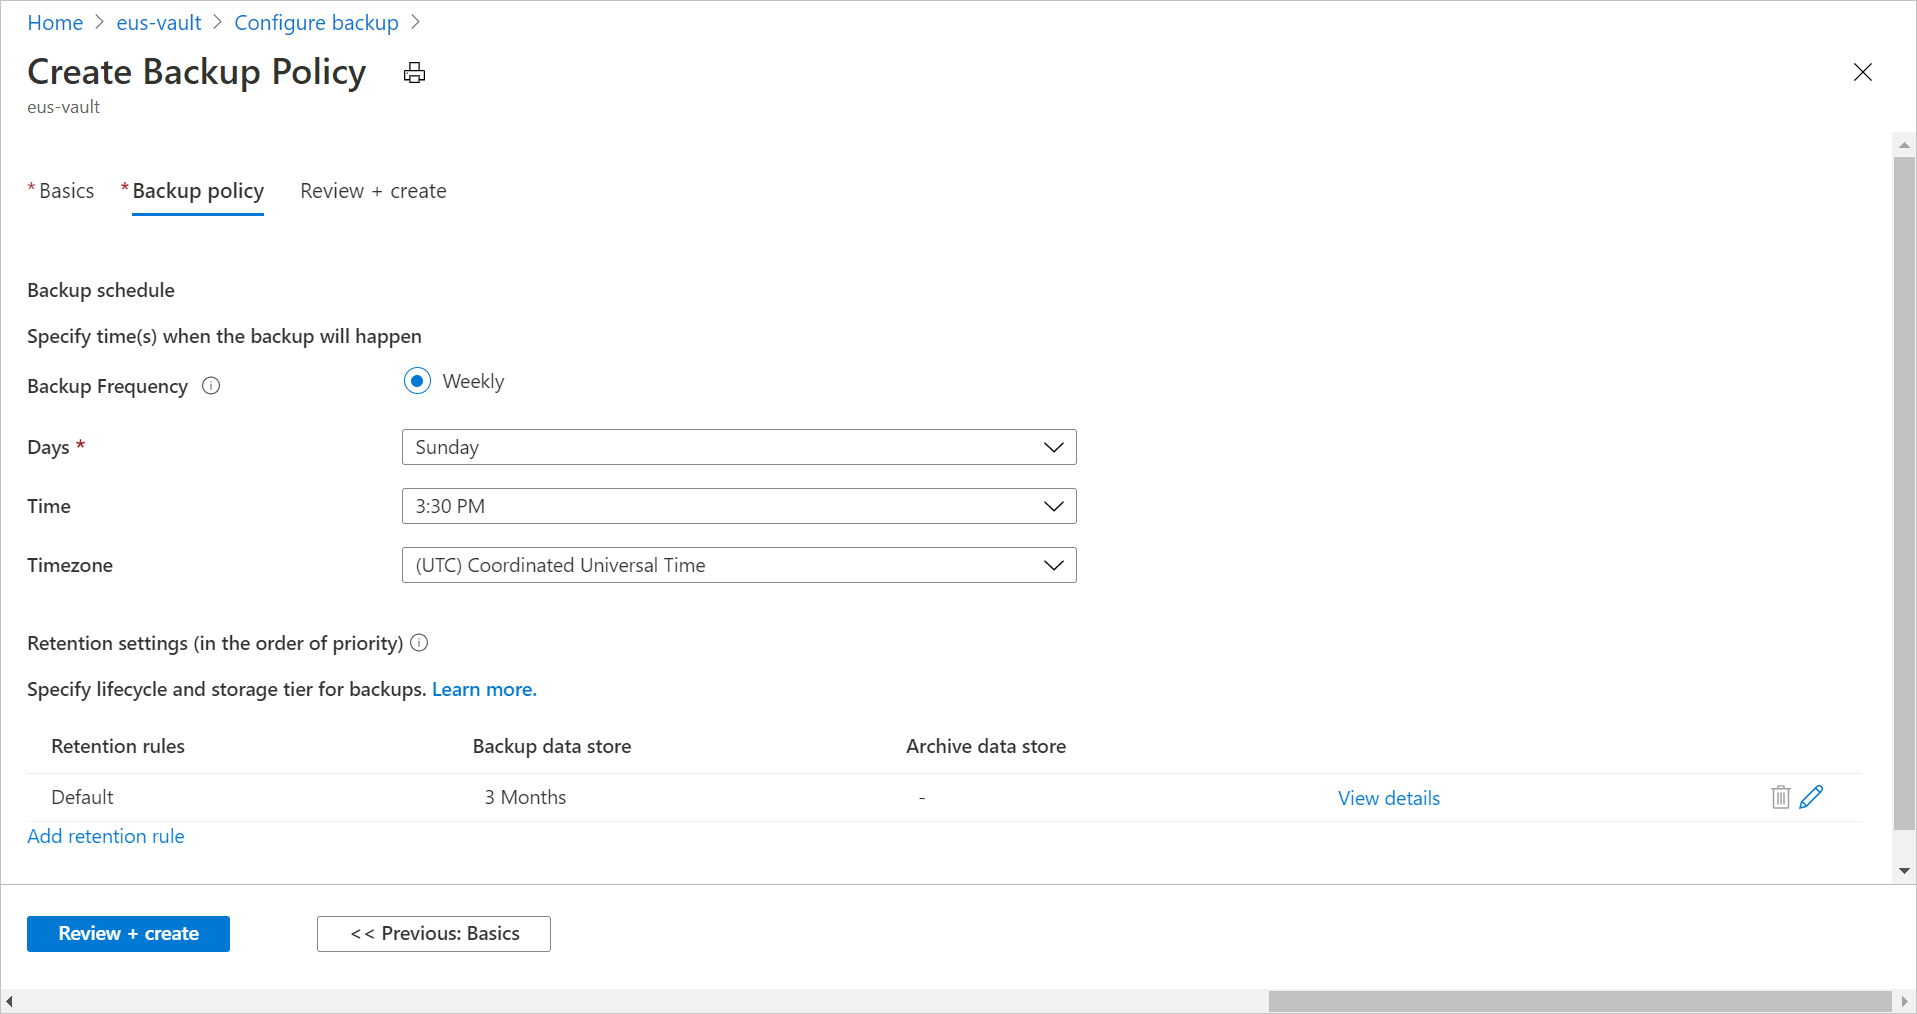 Home > eus-vault > Configure backup >
Create Backup Policy
eus-vault
* Basics * Backup policy Review + create
Backup schedule
Specify time(s) when the backup will happen
Backup Frequency Weekly
Days * Sunday
Time 3:30 PM
Timezone (UTC) Coordinated Universal Time
Retention settings (in the order of priority)
Specify lifecycle and storage tier for backups. Learn more.
Retention rules Backup data store Archive data store
Default 3 Months - View details
Add retention rule
Review + create << Previous: Basics